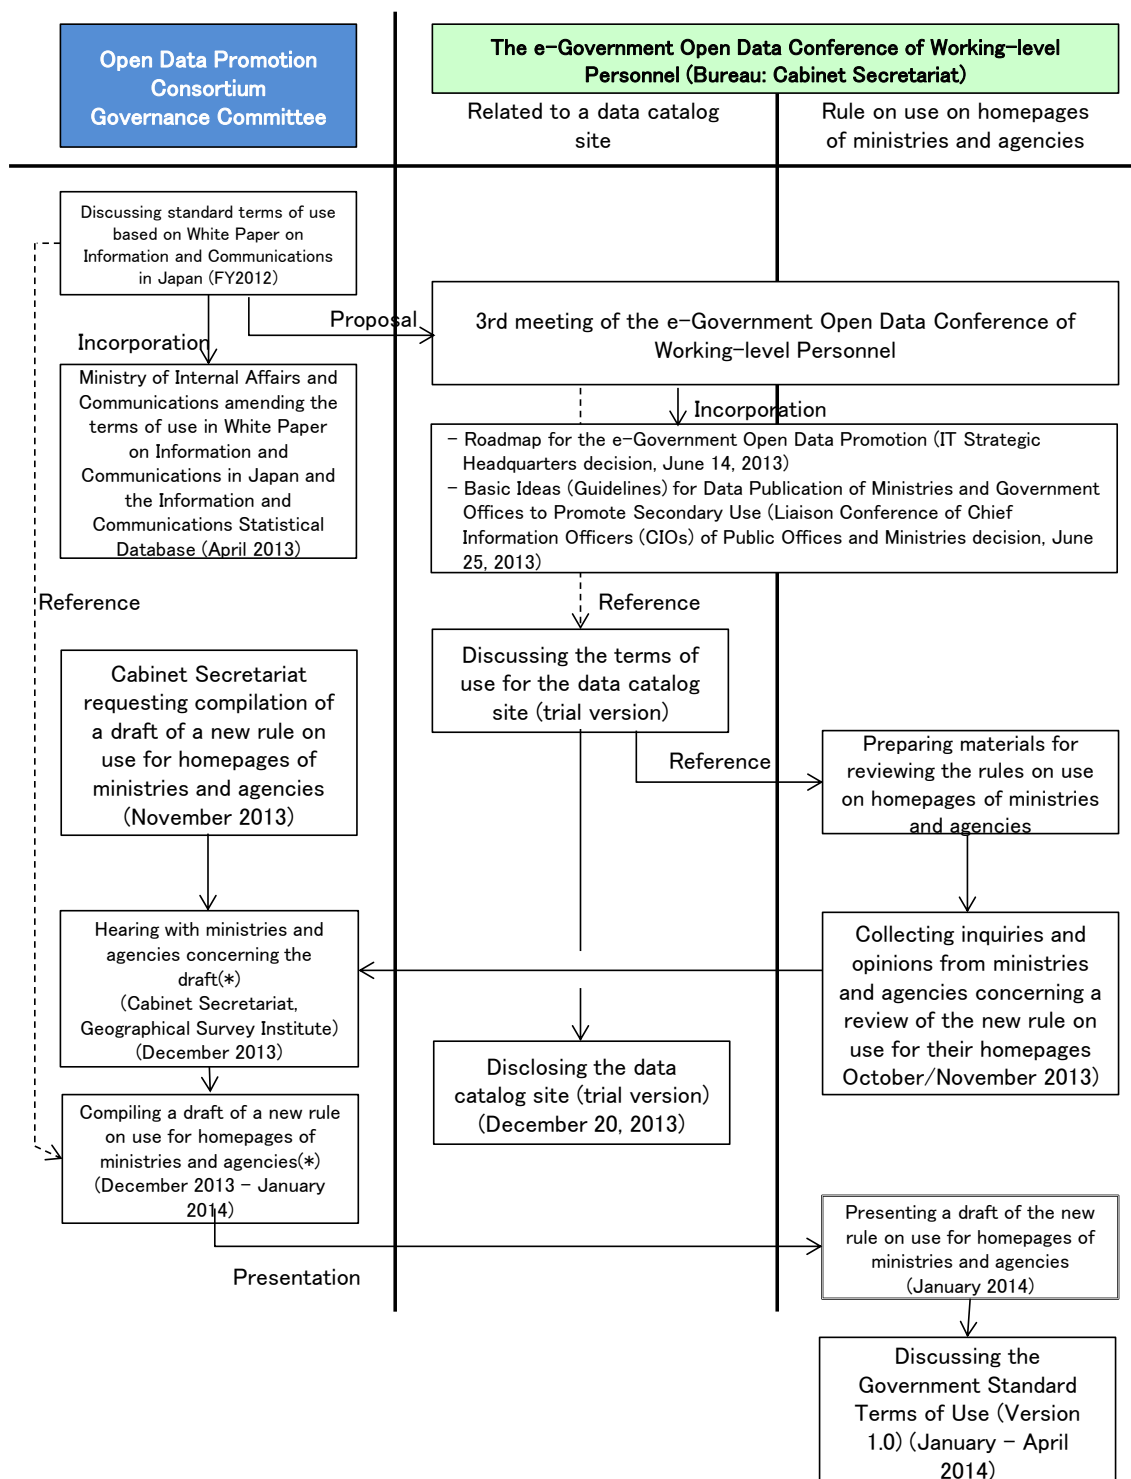 Open Data Promotion
Consortium
Governance Committee
The e-Government Open Data Conference of Working-level
Personnel (Bureau: Cabinet Secretariat)
Related to a data catalog
site
Rule on use on homepages
of ministries and agencies
Discussing standard terms of use
based on White Paper on
Information and Communications
in Japan (FY2012)
Proposal
3rd meeting of the e-Government Open Data Conference of
Working-level Personnel
Incorporation
Ministry of Internal Affairs and
Communications amending the
terms of use in White Paper
on Information and
Communications in Japan and
the Information and
Communications Statistical
Database (April 2013)
Incorporation
- Roadmap for the e-Government Open Data Promotion (IT Strategic
Headquarters decision, June 14, 2013)
- Basic Ideas (Guidelines) for Data Publication of Ministries and Government
Offices to Promote Secondary Use (Liaison Conference of Chief
Information Officers (CIOs) of Public Offices and Ministries decision, June
25, 2013)
Reference
Reference
Discussing the terms of
use for the data catalog
site (trial version)
Cabinet Secretariat
requesting compilation of
a draft of a new rule on
use for homepages of
ministries and agencies
(November 2013)
Reference
Preparing materials for
reviewing the rules on use
on homepages of ministries
and agencies
Hearing with ministries and
agencies concerning the
draft(*)
(Cabinet Secretariat,
Geographical Survey Institute)
(December 2013)
Collecting inquiries and
opinions from ministries
and agencies concerning a
review of the new rule on
use for their homepages
October/November 2013)
Disclosing the data
catalog site (trial version)
(December 20, 2013)
Compiling a draft of a new rule
on use for homepages of
ministries and agencies(*)
(December 2013 - January
2014)
Presentation
Presenting a draft of the new
rule on use for homepages of
ministries and agencies
(January 2014)
Discussing the
Government Standard
Terms of Use (Version
1.0) (January - April
2014)